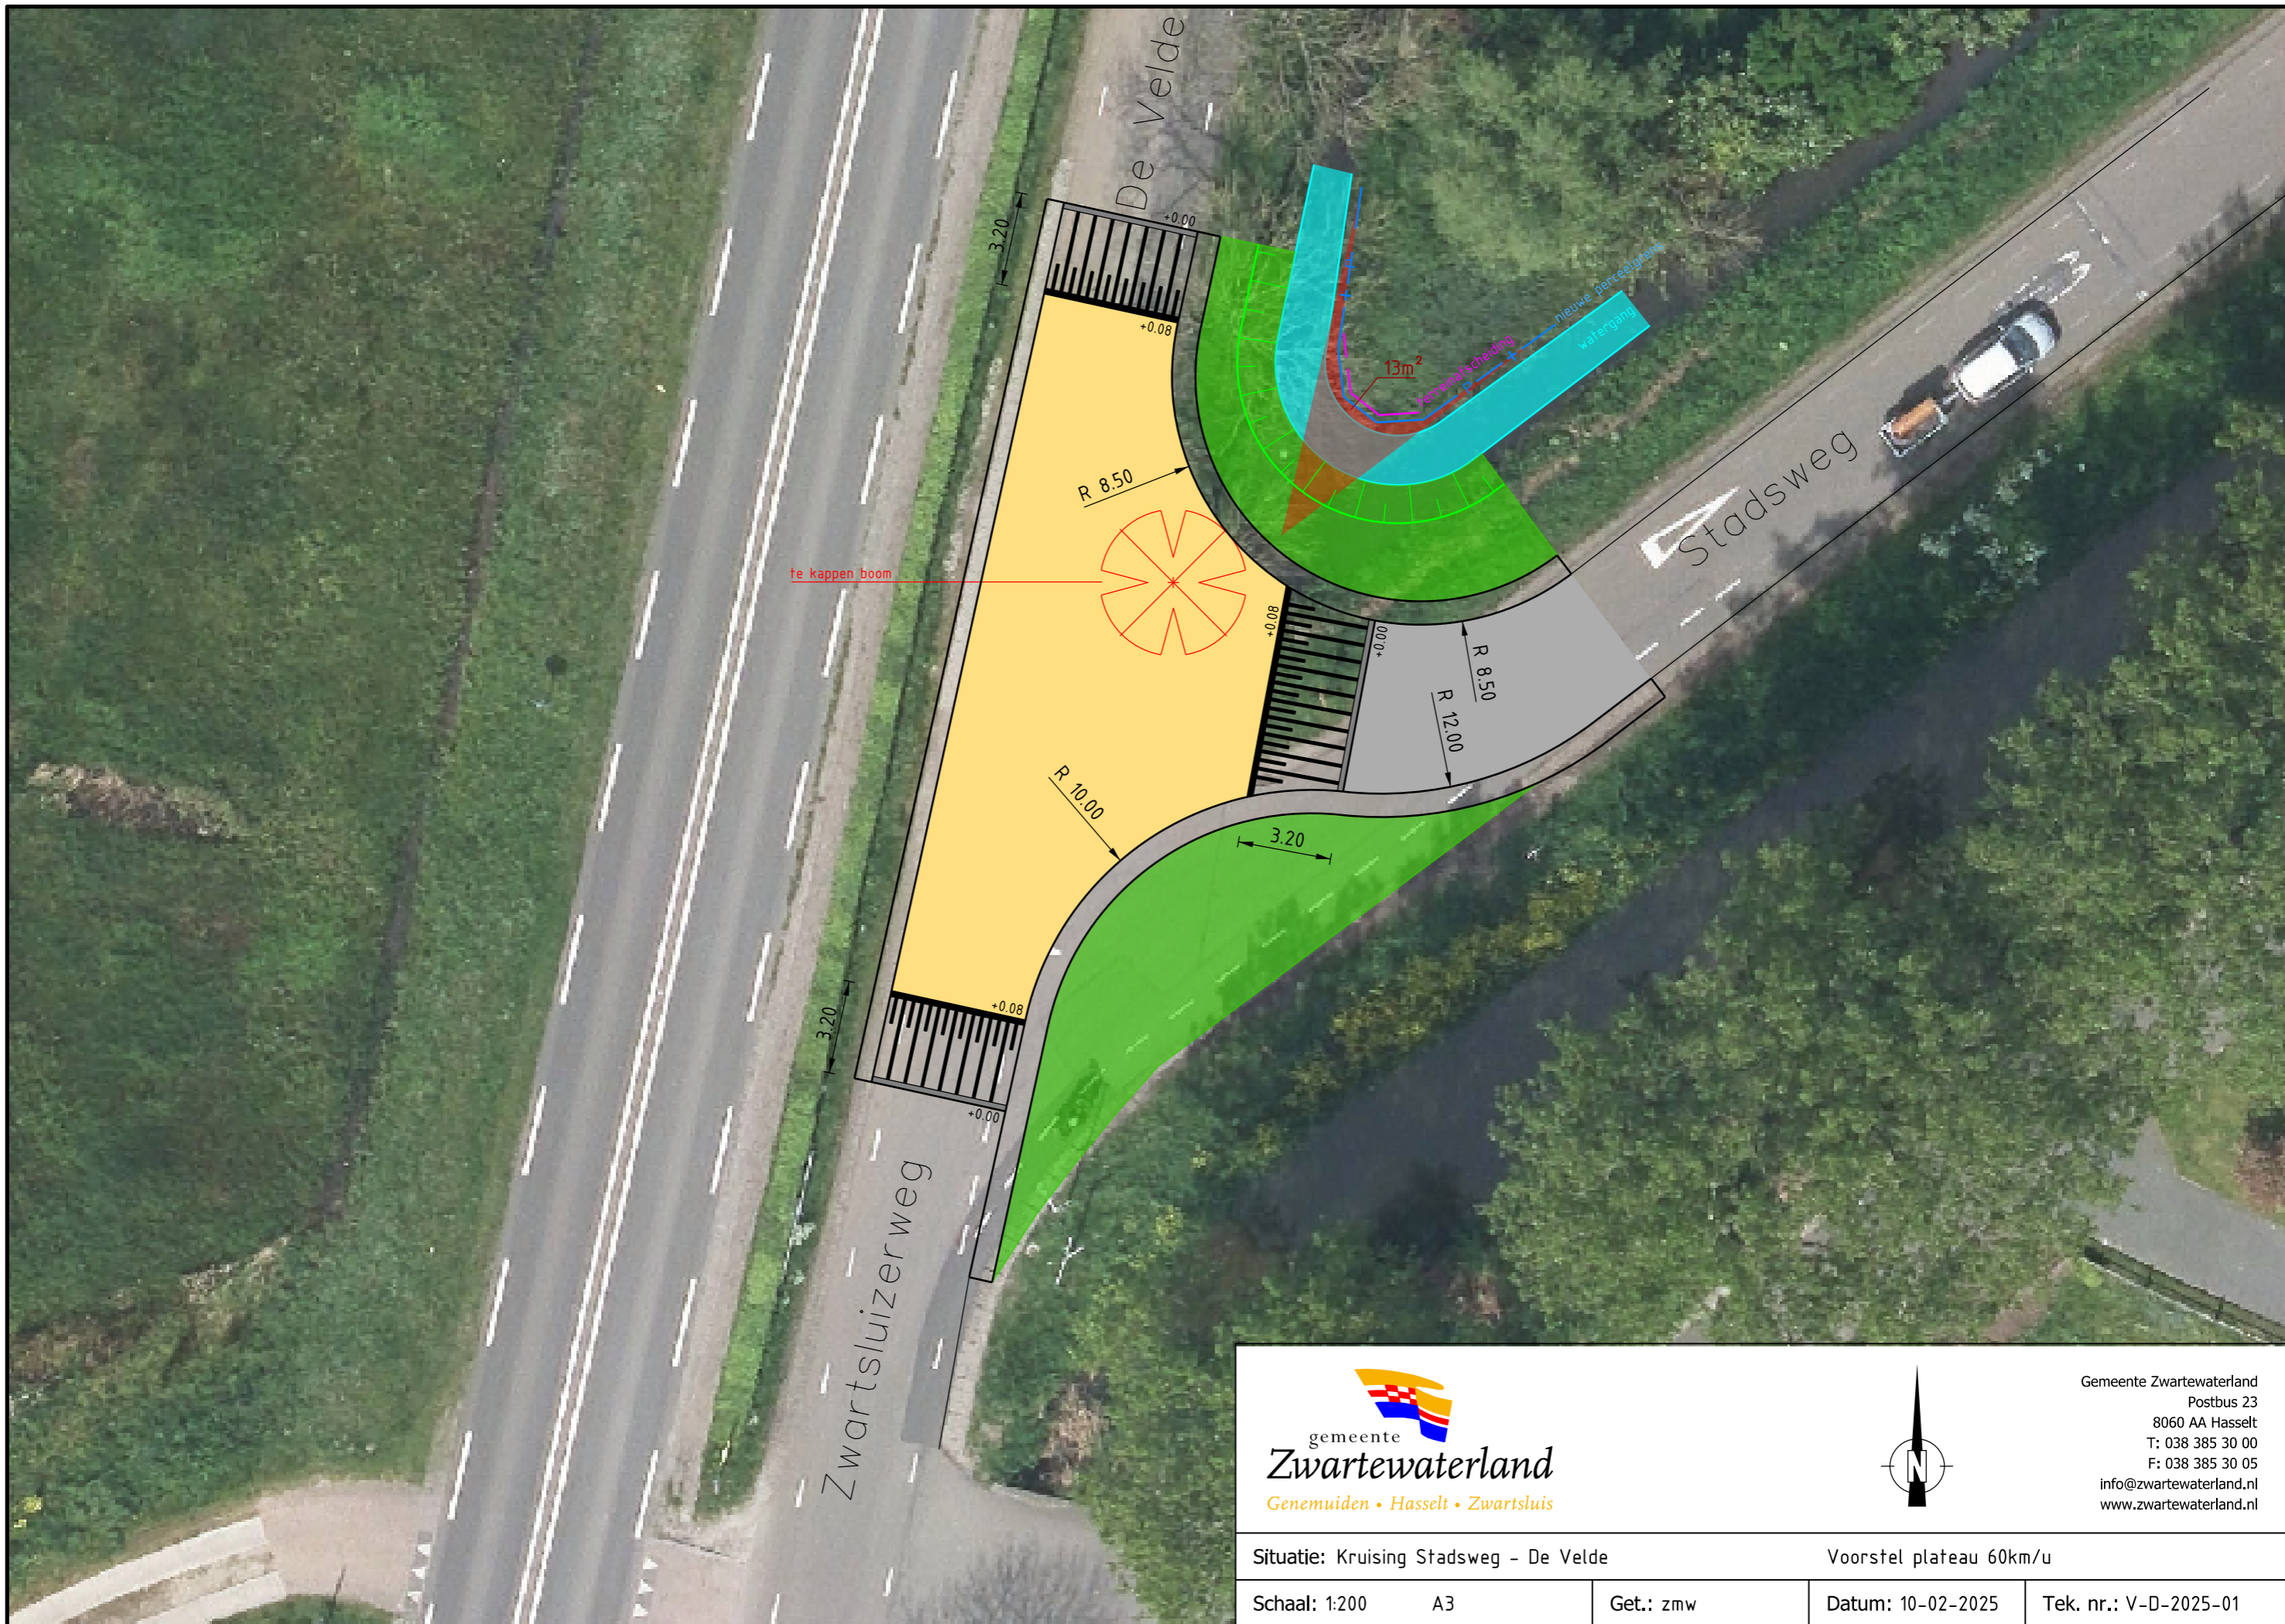 De Velde
3.20
+0.00
+0.08
nieuwe perceelgrens
watergang
terreinafscheiding
13m²
R 8.50
Stadsweg
te kappen boom
+0.08
+0.00
R 8.50
R 12.00
R 10.00
3.20
3.20
+0.08
+0.00
Zwartsluizerweg
gemeente
Zwartewaterland
Genemuiden • Hasselt • Zwartsluis
N
Gemeente Zwartewaterland
Postbus 23
8060 AA Hasselt
T: 038 385 30 00
F: 038 385 30 05
info@zwartewaterland.nl
www.zwartewaterland.nl
Situatie: Kruising Stadsweg - De Velde
Voorstel plateau 60km/u
Schaal: 1:200 A3
Get.: zmw
Datum: 10-02-2025
Tek. nr.: V-D-2025-01